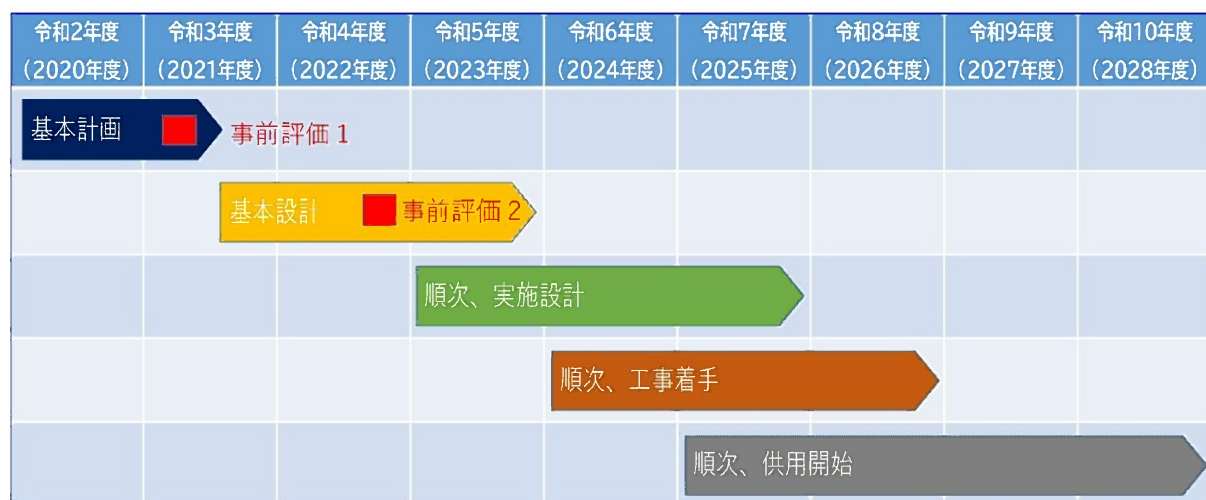 令和2年度 令和3年度 令和4年度 令和5年度 令和6年度 令和7年度 令和8年度 令和9年度 令和10年度
（2020年度） （2021年度） （2022年度） （2023年度） （2024年度） （2025年度） （2026年度） （2027年度） （2028年度）
基本計画 事前評価１
基本設計 事前評価２
順次、実施設計
順次、工事着手
順次、供用開始